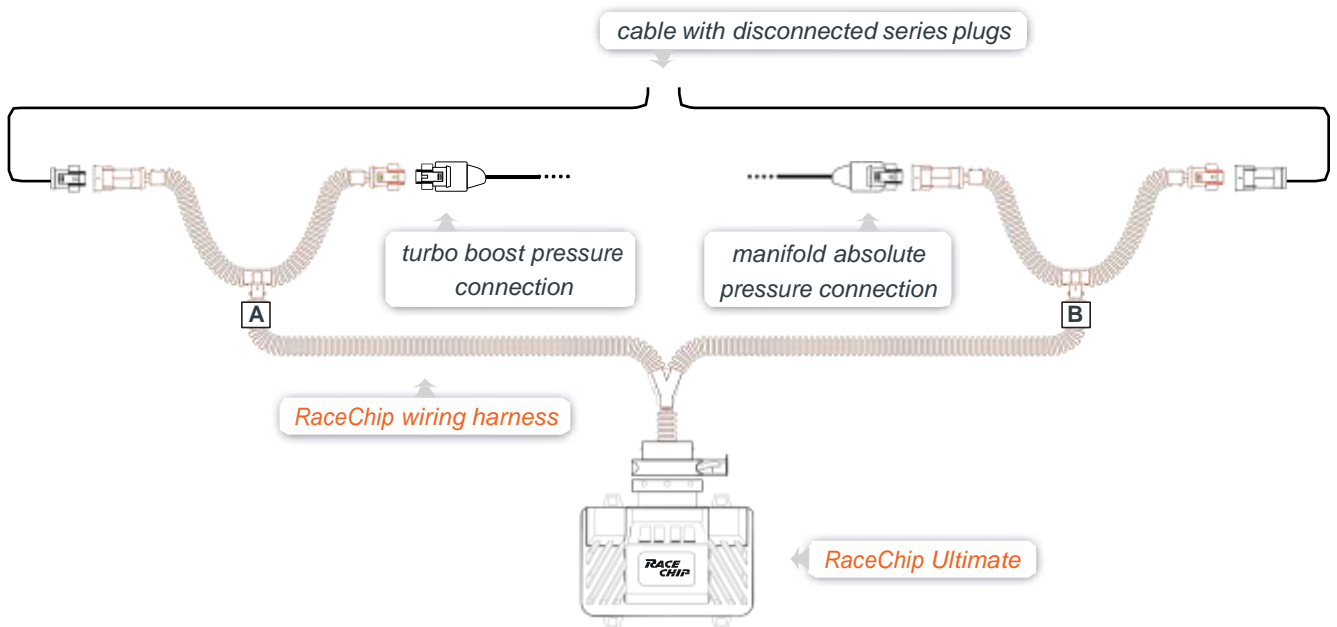 cable with disconnected series plugs
turbo boost pressure
connection
manifold absolute
pressure connection
A
B
RaceChip wiring harness
RACE
CHIP
RaceChip Ultimate